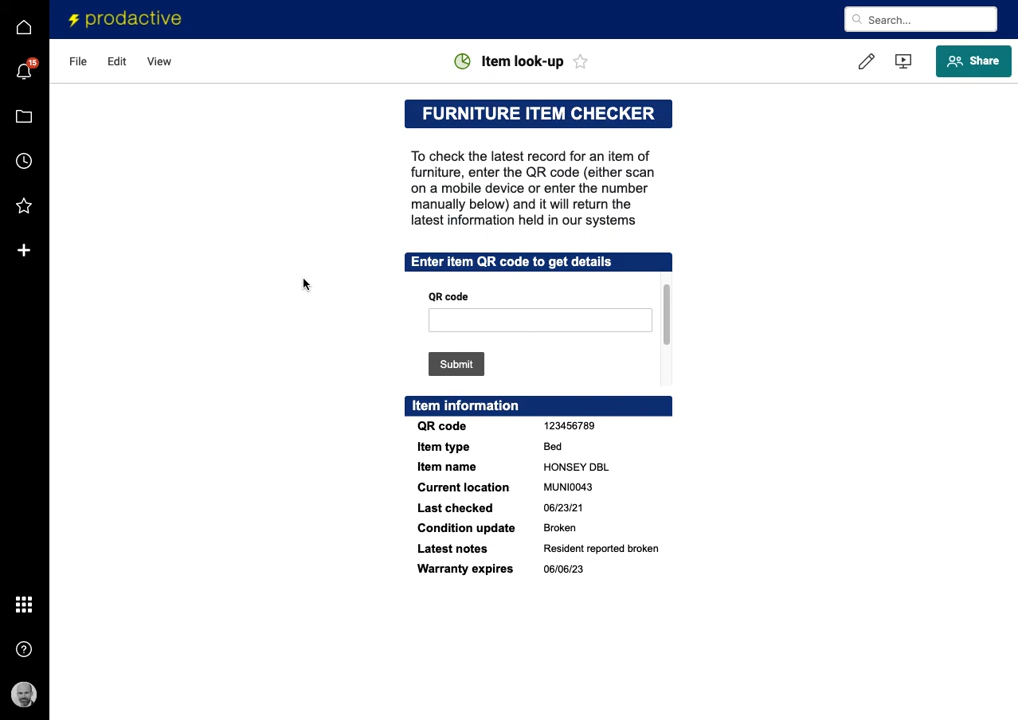 prodactive
Search...
15
File Edit View
Item look-up
Share
FURNITURE ITEM CHECKER
To check the latest record for an item of
furniture, enter the QR code (either scan
on a mobile device or enter the number
manually below) and it will return the
latest information held in our systems
Enter item QR code to get details
QR code
Submit
Item information
QR code 123456789
Item type Bed
Item name HONSEY DBL
Current location MUNI0043
Last checked 06/23/21
Condition update Broken
Latest notes Resident reported broken
Warranty expires 06/06/23